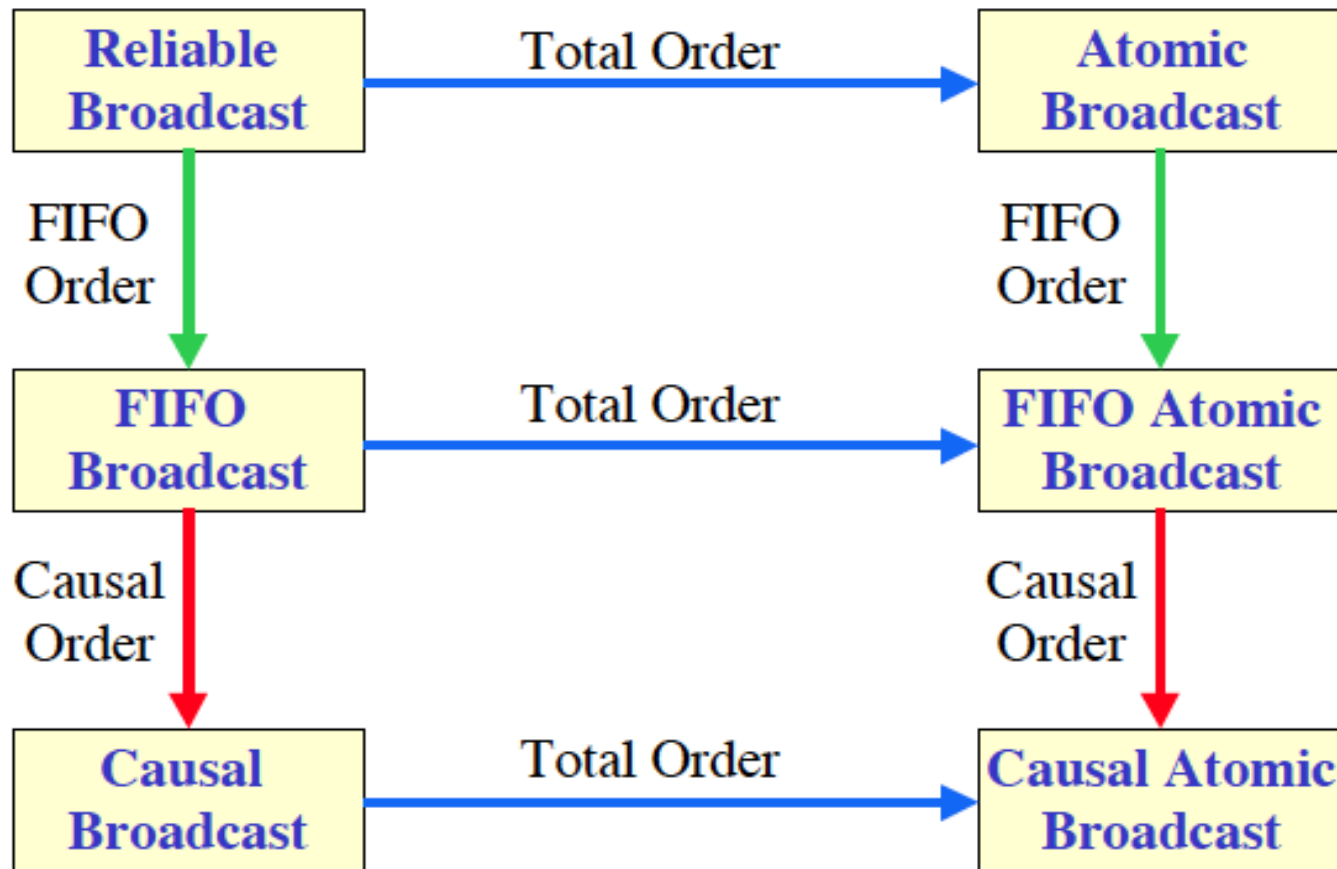 Reliable
Broadcast
Total Order
Atomic
Broadcast
FIFO
Order
FIFO
Order
FIFO
Broadcast
Total Order
FIFO Atomic
Broadcast
Causal
Order
Causal
Order
Causal
Broadcast
Total Order
Causal Atomic
Broadcast